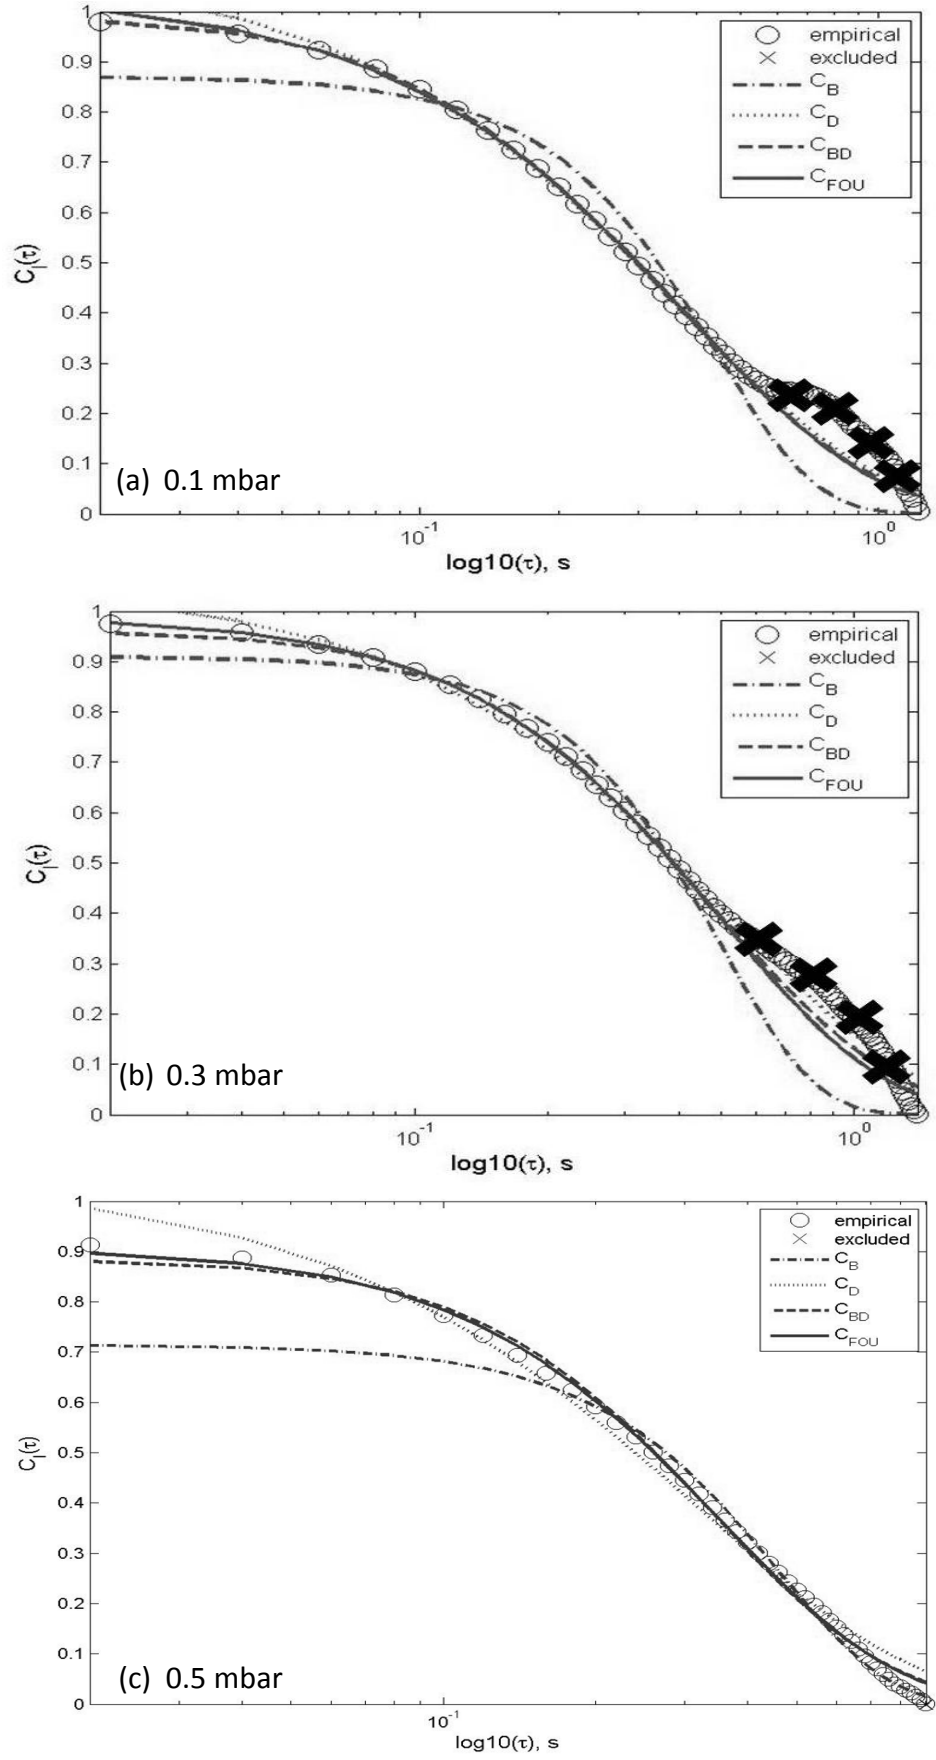 1
0.9
0.8
0.7
0.6
0.5
0.4
0.3
0.2
0.1
0
C_I(τ)
empirical
excluded
C_B
C_D
C_BD
C_FOU
(a) 0.1 mbar
10^-1
10^0
log10(τ), s
1
0.9
0.8
0.7
0.6
0.5
0.4
0.3
0.2
0.1
0
C_I(τ)
empirical
excluded
C_B
C_D
C_BD
C_FOU
(b) 0.3 mbar
10^-1
10^0
log10(τ), s
1
0.9
0.8
0.7
0.6
0.5
0.4
0.3
0.2
0.1
0
C_I(τ)
empirical
excluded
C_B
C_D
C_BD
C_FOU
(c) 0.5 mbar
10^-1
log10(τ), s